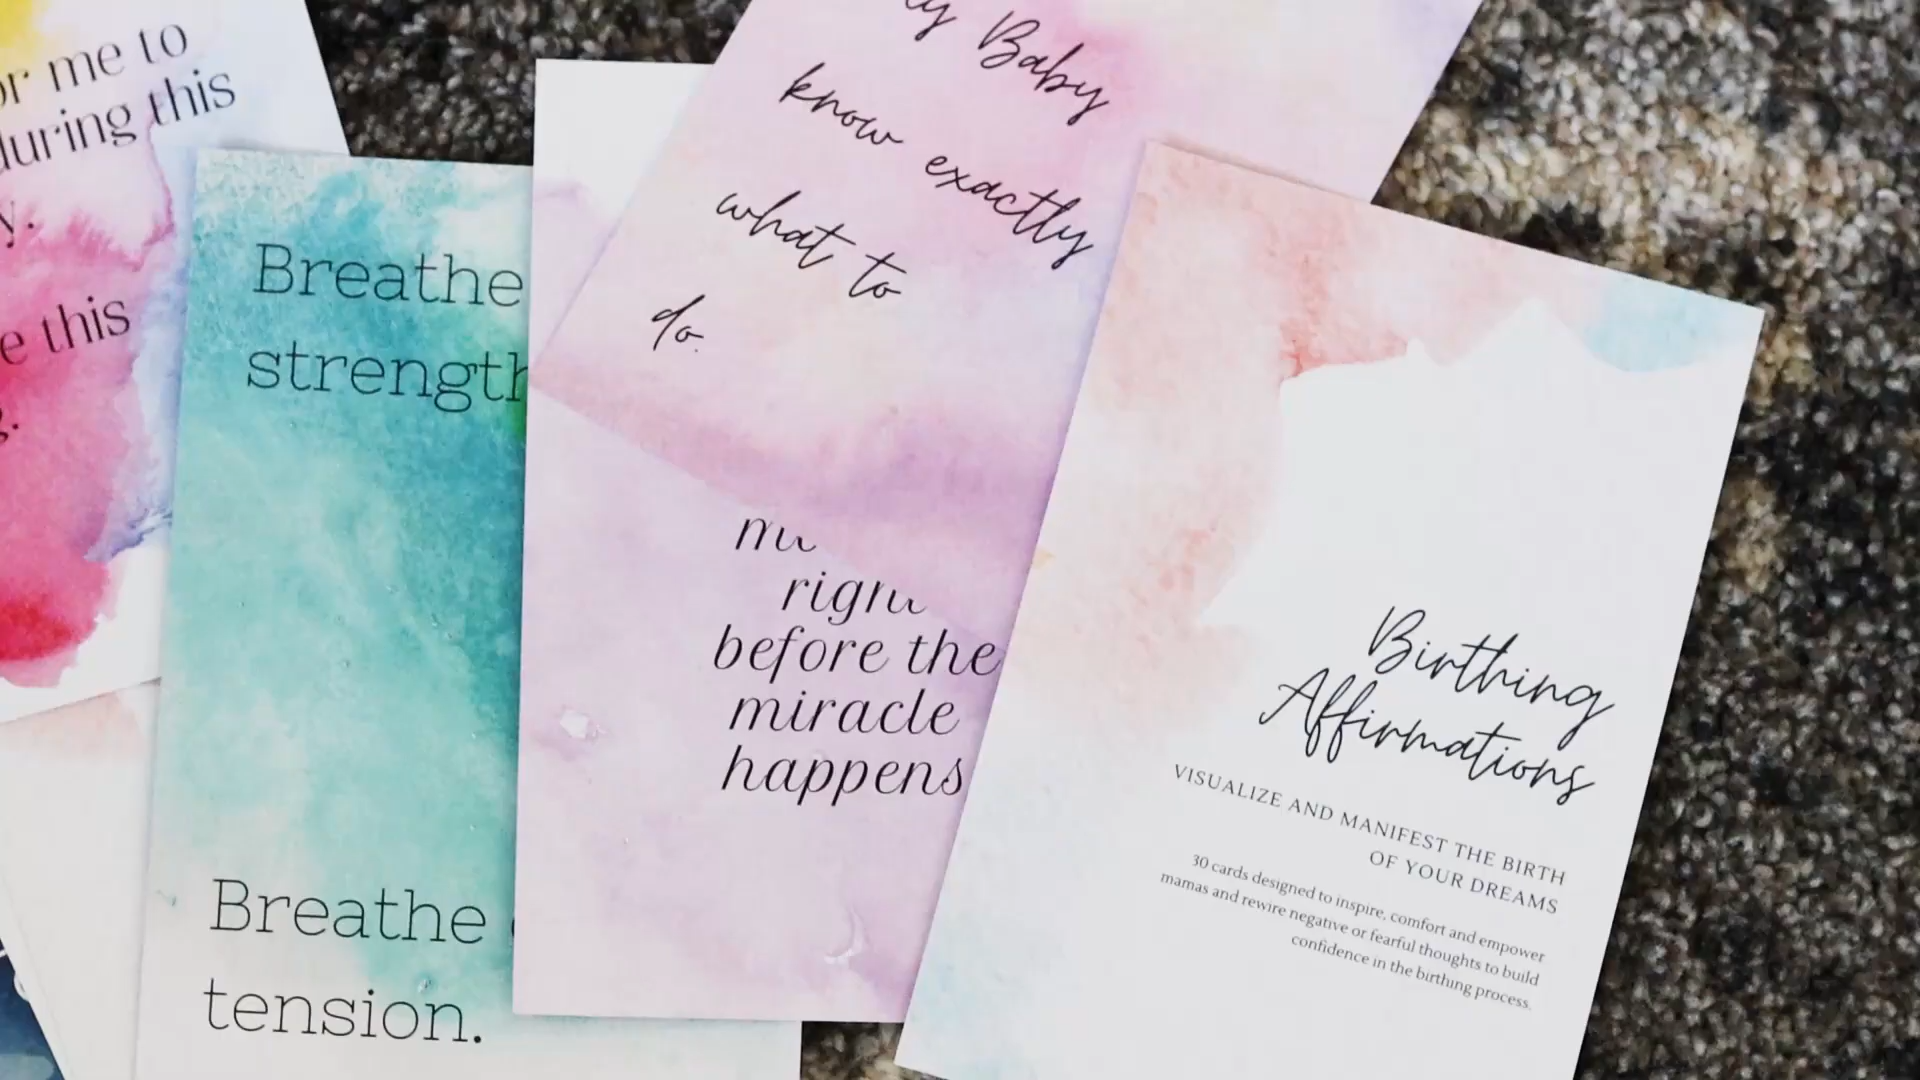 me to
during this
this
Breathe
Breathe
tension.
Baby
know exactly
what to
do.
before the
miracle
happens
Birthing
Affirmations
VISUALIZE AND MANIFEST THE BIRTH
OF YOUR DREAMS
30 cards designed to inspire, comfort and empower
mamas and rewire negative or fearful thoughts to build
confidence in the birthing process.